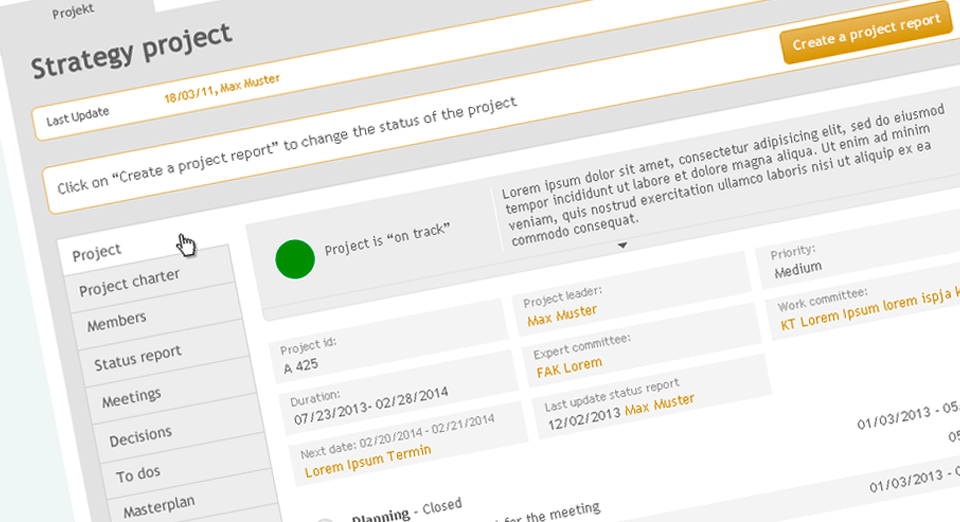 Projekt
Strategy project
Last Update 18/03/11, Max Muster
Create a project report
Click on “Create a project report” to change the status of the project
Project
Project charter
Members
Status report
Meetings
Decisions
To dos
Masterplan
Project is “on track”
Lorem ipsum dolor sit amet, consectetur adipisicing elit, sed do eiusmod
tempor incididunt ut labore et dolore magna aliqua. Ut enim ad minim
veniam, quis nostrud exercitation ullamco laboris nisi ut aliquip ex ea
commodo consequat.
Project id:
A 425
Project leader:
Max Muster
Priority:
Medium
Duration:
07/23/2013- 02/28/2014
Expert committee:
FAK Lorem
Work committee:
KT Lorem Ipsum lorem ispja
Next date: 02/20/2014 - 02/21/2014
Lorem Ipsum Termin
Last update status report
12/02/2013 Max Muster
Planning - Closed
01/03/2013 - 05
for the meeting
05
01/03/2013 - 0